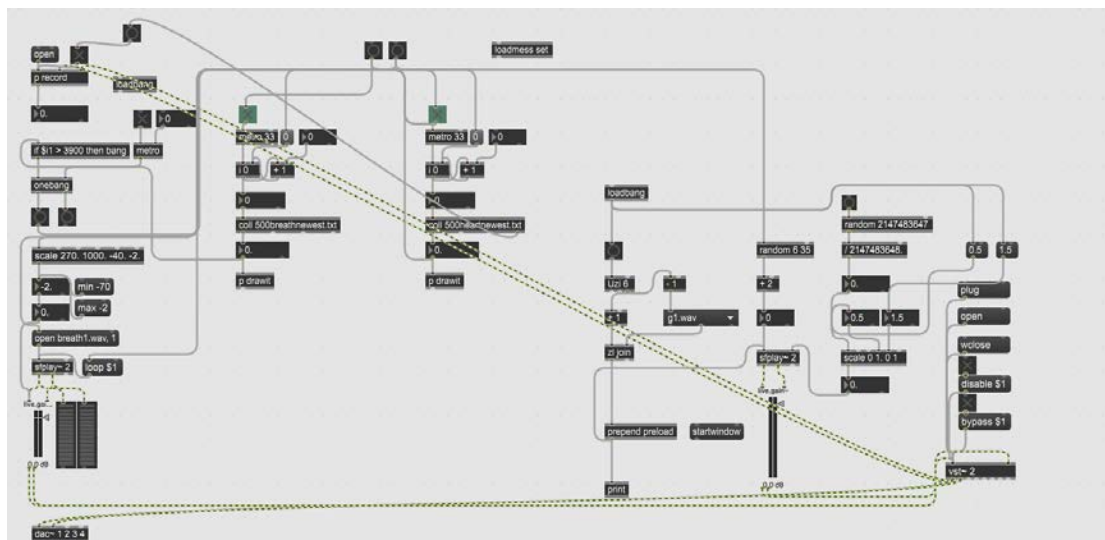 open
p record
loadbang
loadmess set
0.
0
if $i1 > 3900 then bang
metro
onebang
metro 33
0
0
metro 33
0
0
i 0
+ 1
i 0
+ 1
0
0
coll 500breathnewest.txt
0.
0.
p drawit
p drawit
scale 270. 1000. -40. -2.
-2.
min -70
0.
max -2
open breath1.wav, 1
sfplay~ 2
loop $1
0.0 dB
dac~ 1 2 3 4
loadbang
Uzi 6
- 1
+ 1
g1.wav
zl join
prepend preload
startwindow
print
random 6 35
+ 2
0
sfplay~ 2
0.0 dB
random 2147483647
/ 2147483648.
0.
0.5
1.5
0.5
1.5
scale 0 1. 0 1
0.
plug
open
wclose
disable $1
bypass $1
vst~ 2